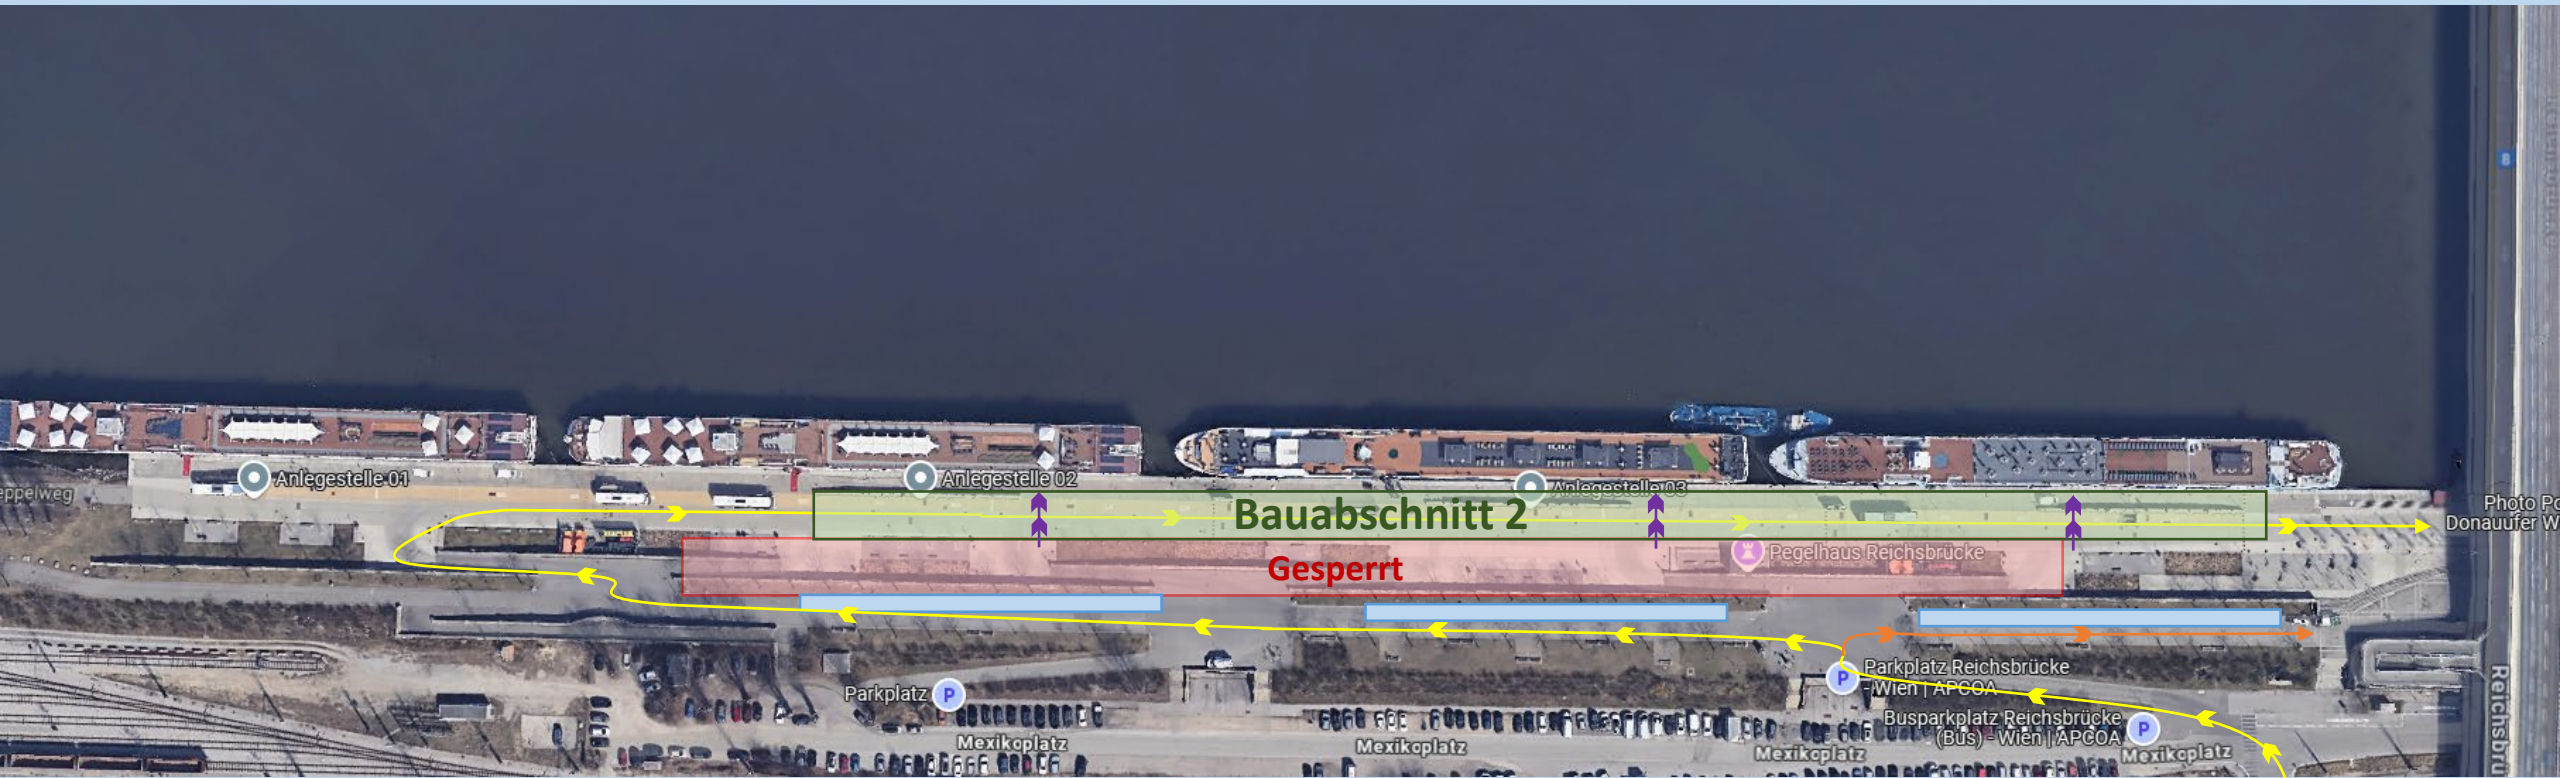 B
Anlegestelle 01
Anlegestelle 02
Anlegestelle 03
eppelweg
Bauabschnitt 2
Photo Po
Donauufer W
Pegelhaus Reichsbrücke
Gesperrt
Parkplatz Reichsbrücke
- Wien | APCOA
Parkplatz P
P
Busparkplatz Reichsbrücke
(Bus) - Wien | APCOA
P
Mexikoplatz
Mexikoplatz
Mexikoplatz
Mexikoplatz
Reichsbrü